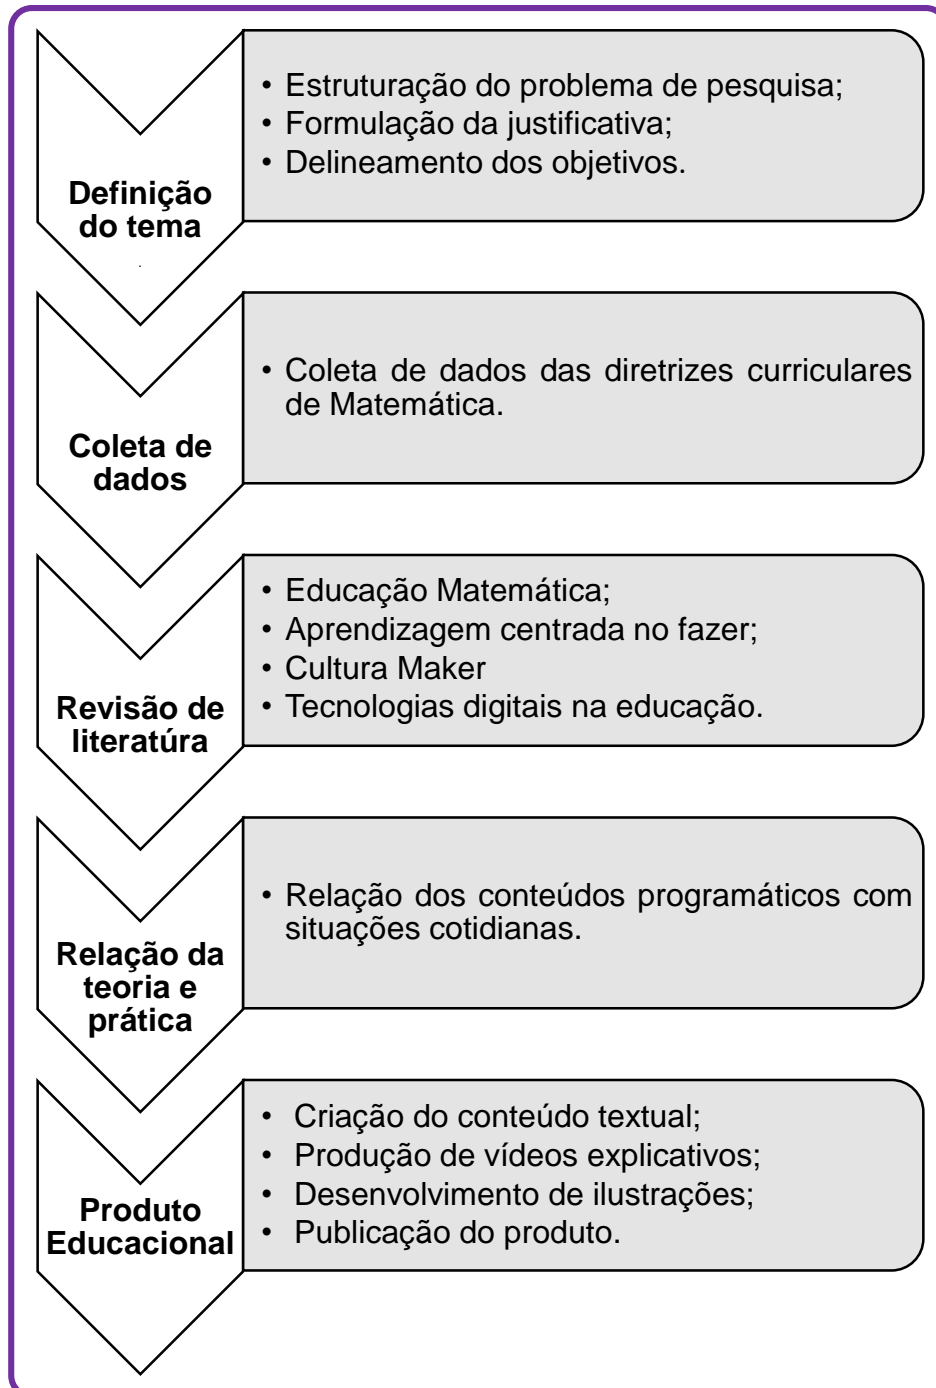 Definição
do tema
.
• Estruturação do problema de pesquisa;
• Formulação da justificativa;
• Delineamento dos objetivos.
Coleta de
dados
• Coleta de dados das diretrizes curriculares
de Matemática.
Revisão de
literatúra
• Educação Matemática;
• Aprendizagem centrada no fazer;
• Cultura Maker
• Tecnologias digitais na educação.
Relação da
teoria e
prática
• Relação dos conteúdos programáticos com
situações cotidianas.
Produto
Educacional
• Criação do conteúdo textual;
• Produção de vídeos explicativos;
• Desenvolvimento de ilustrações;
• Publicação do produto.